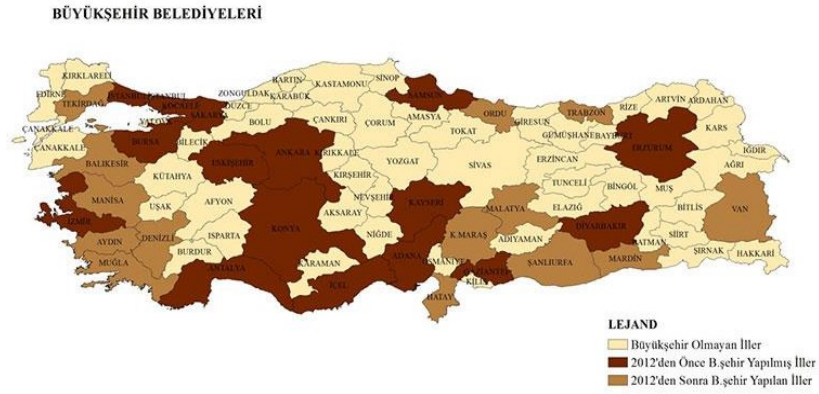 BÜYÜKŞEHİR BELEDİYELERİ
KIRKLARELİ
EDİRNE
TEKİRDAĞ
İSTANBUL
İSTANBUL
KOCAELİ
SAKARYA
YALOVA
DÜZCE
ZONGULDAK
BARTIN
KARABÜK
KASTAMONU
SİNOP
SAMSUN
ORDU
GİRESUN
TRABZON
RİZE
ARTVİN
ARDAHAN
ÇANAKKALE
ÇANAKKALE
BURSA
BİLECİK
BOLU
ÇANKIRI
ÇORUM
AMASYA
TOKAT
GÜMÜŞHANE
BAYBURT
ERZURUM
KARS
IĞDIR
BALIKESİR
KÜTAHYA
ESKİŞEHİR
ANKARA
KIRIKKALE
YOZGAT
SİVAS
ERZİNCAN
AĞRI
MANİSA
UŞAK
AFYON
KIRŞEHİR
NEVŞEHİR
KAYSERİ
MALATYA
TUNCELİ
ELAZIĞ
BİNGÖL
MUŞ
BİTLİS
VAN
İZMİR
AYDIN
DENİZLİ
ISPARTA
KONYA
AKSARAY
NİĞDE
K.MARAŞ
ADIYAMAN
DİYARBAKIR
BATMAN
SİİRT
ŞIRNAK
HAKKARİ
MUĞLA
BURDUR
ANTALYA
KARAMAN
İÇEL
ADANA
OSMANİYE
GAZİANTEP
KİLİS
ŞANLIURFA
MARDİN
HATAY
LEJAND
Büyükşehir Olmayan İller
2012'den Önce B.şehir Yapılmış İller
2012'den Sonra B.şehir Yapılan İller